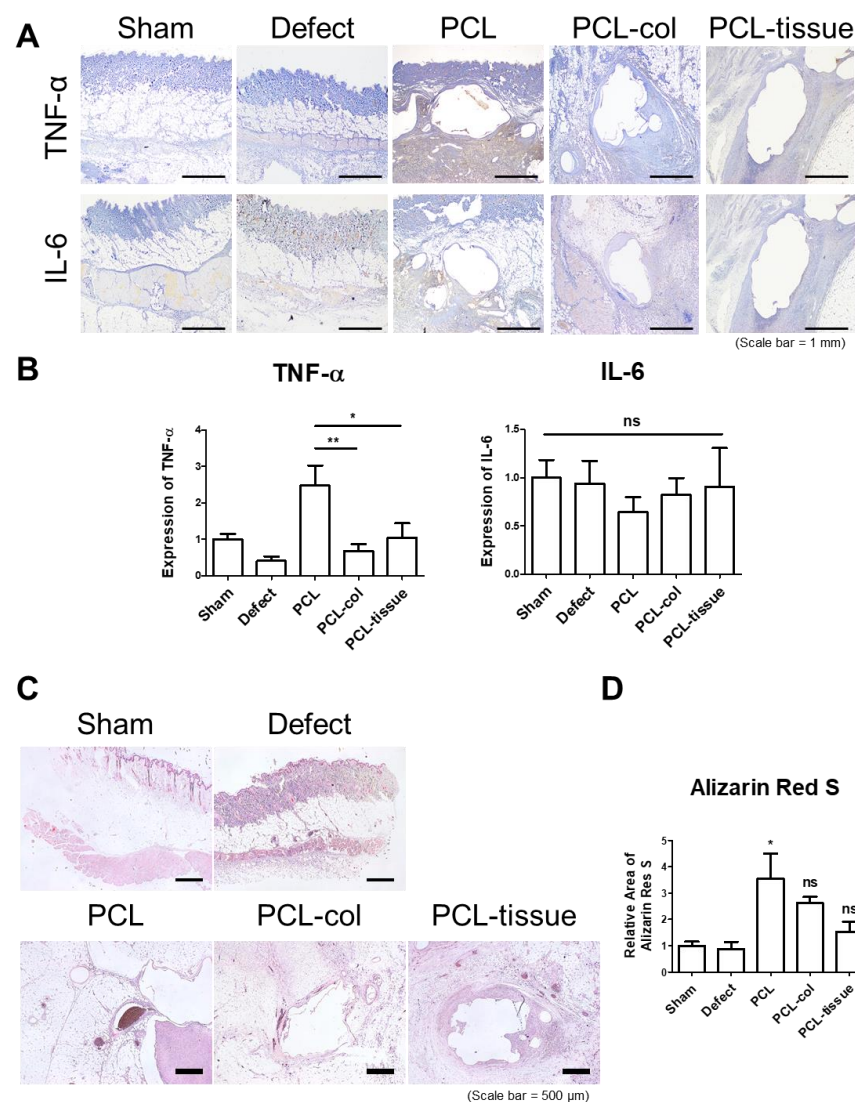 A
Sham Defect PCL PCL-col PCL-tissue
TNF-α
IL-6
(Scale bar = 1 mm)
B
TNF-α
Expression of TNF-α
4
3
2
1
0
*
**
Sham
Defect
PCL
PCL-col
PCL-tissue
IL-6
Expression of IL-6
1.5
1.0
0.5
0.0
ns
Sham
Defect
PCL
PCL-col
PCL-tissue
C
Sham Defect
PCL PCL-col PCL-tissue
(Scale bar = 500 μm)
D
Alizarin Red S
Relative Area of
Alizarin Res S
5
4
3
2
1
0
*
ns
ns
Sham
Defect
PCL
PCL-col
PCL-tissue